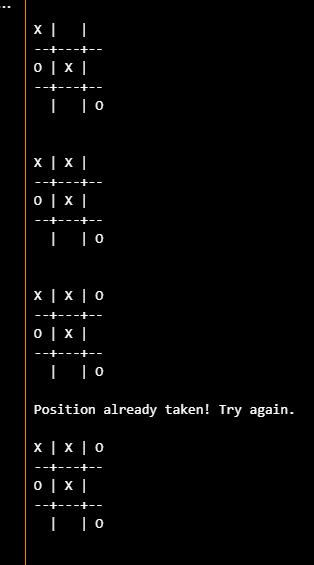 ...
X |   |
--+---+--
O | X |
--+---+--
  |   | O
X | X |
--+---+--
O | X |
--+---+--
  |   | O
X | X | O
--+---+--
O | X |
--+---+--
  |   | O
Position already taken! Try again.
X | X | O
--+---+--
O | X |
--+---+--
  |   | O